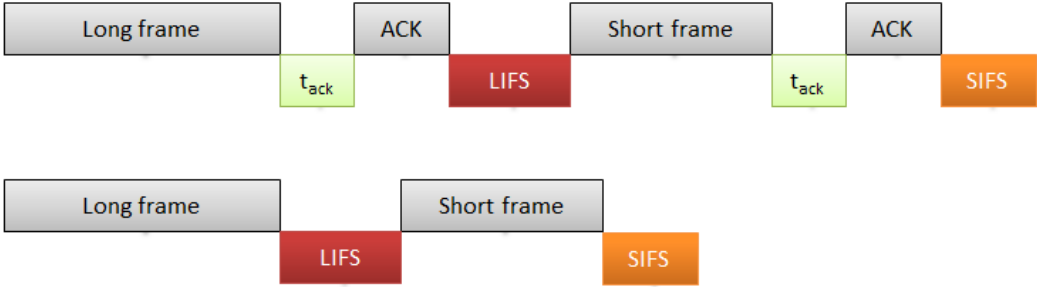 Long frame ACK Short frame ACK
t_ack LIFS t_ack SIFS
Long frame Short frame
LIFS SIFS